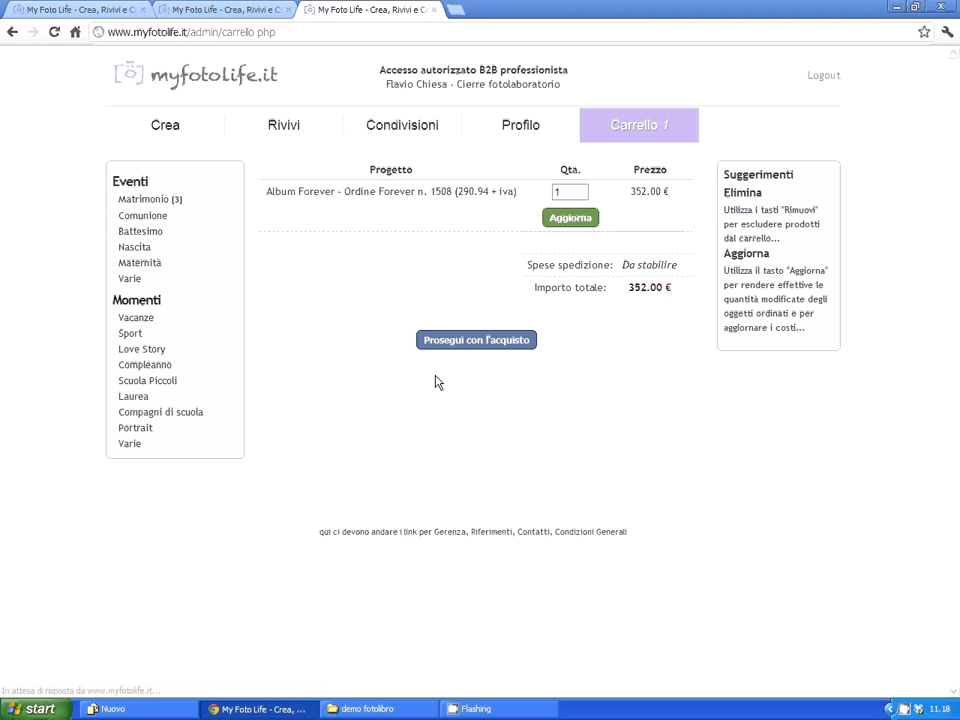 My Foto Life - Crea, Rivivi e C
My Foto Life - Crea, Rivivi e C
My Foto Life - Crea, Rivivi e C
www.myfotolife.it/admin/carrello php
myfotolife.it
Accesso autorizzato B2B professionista
Flavio Chiesa - Cierre fotolaboratorio
Logout
Crea
Rivivi
Condivisioni
Profilo
Carrello 1
Eventi
Matrimonio [3]
Comunione
Battesimo
Nascita
Maternità
Varie
Momenti
Vacanze
Sport
Love Story
Compleanno
Scuola Piccoli
Laurea
Compagni di scuola
Portrait
Varie
Progetto Qta. Prezzo
Album Forever - Ordine Forever n. 1508 (290.94 + iva) 1 352.00 €
Aggiorna
Spese spedizione: Da stabilire
Importo totale: 352.00 €
Prosegui con l'acquisto
Suggerimenti
Elimina
Utilizza i tasti "Rimuovi"
per escludere prodotti
dal carrello...
Aggiorna
Utilizza il tasto "Aggiorna"
per rendere effettive le
quantità modificate degli
oggetti ordinati e per
aggiornare i costi...
qui ci devono andare i link per Gerenza, Riferimenti, Contatti, Condizioni Generali
In attesa di risposta da www.myfotolife.it...
start
Nuovo
My Foto Life - Crea, ...
demo fotolibro
Flashing
11.18